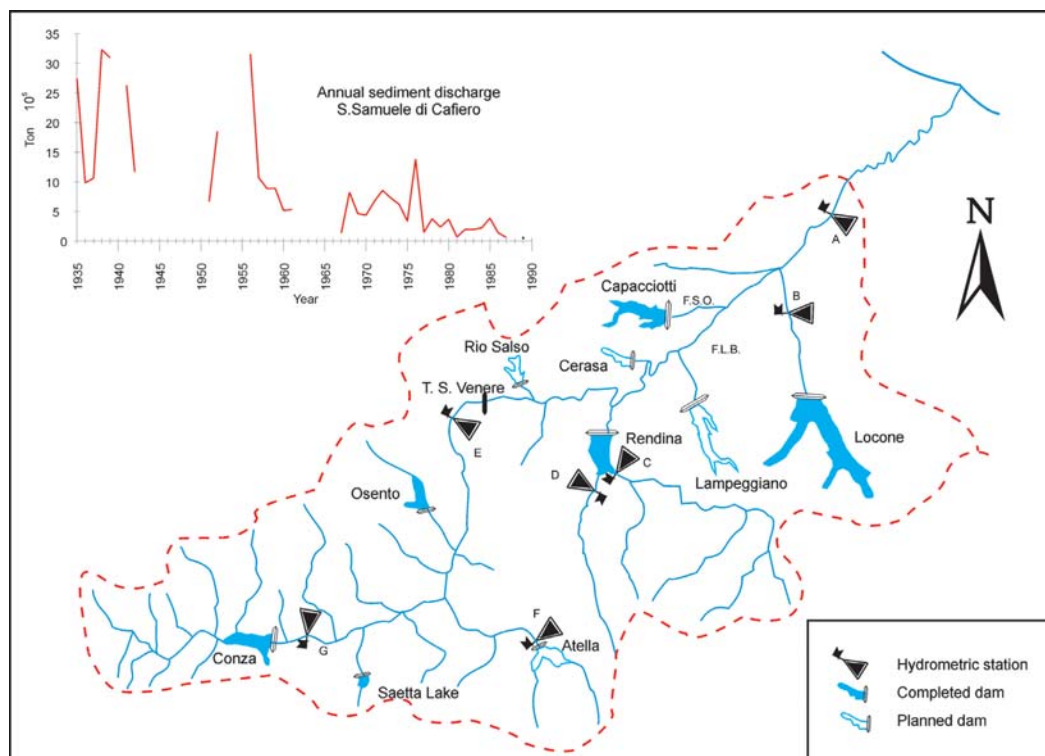 Annual sediment discharge
S.Samuele di Cafiero
Ton 10⁵
35
30
25
20
15
10
5
0
1935
1940
1945
1950
1955
1960
1965
1970
1975
1980
1985
1990
Year
N
A
B
Capacciotti
F.S.O.
F.L.B.
Rio Salso
Cerasa
T. S. Venere
E
Rendina
C
D
Locone
Lampeggiano
Osento
F
Atella
G
Conza
Saetta Lake
Hydrometric station
Completed dam
Planned dam